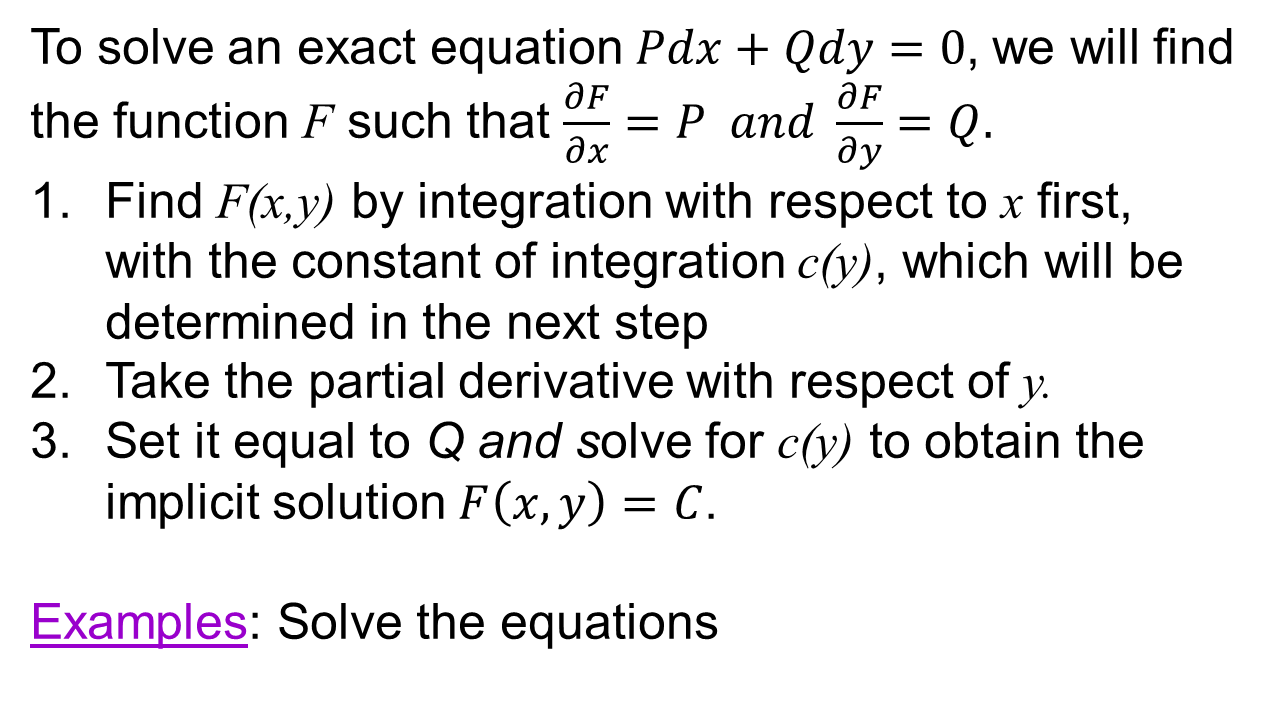 To solve an exact equation 𝑃𝑑𝑥 + 𝑄𝑑𝑦 = 0, we will find
the function F such that ∂𝐹/∂𝑥 = 𝑃 𝑎𝑛𝑑 ∂𝐹/∂𝑦 = 𝑄.
1. Find F(x,y) by integration with respect to x first,
with the constant of integration c(y), which will be
determined in the next step
2. Take the partial derivative with respect of y.
3. Set it equal to Q and solve for c(y) to obtain the
implicit solution 𝐹(𝑥, 𝑦) = 𝐶.
Examples: Solve the equations